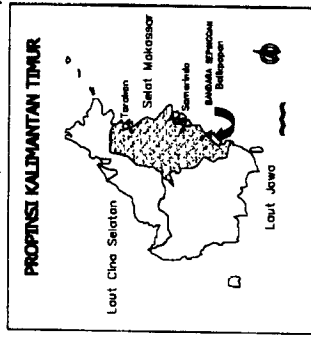 PROPINSI KALIMANTAN TIMUR
Laut Cina Selatan
Tarakan
Selat Makassar
Samarinda
BANDARA SEPINGGAN
Balikpapan
Laut Jawa